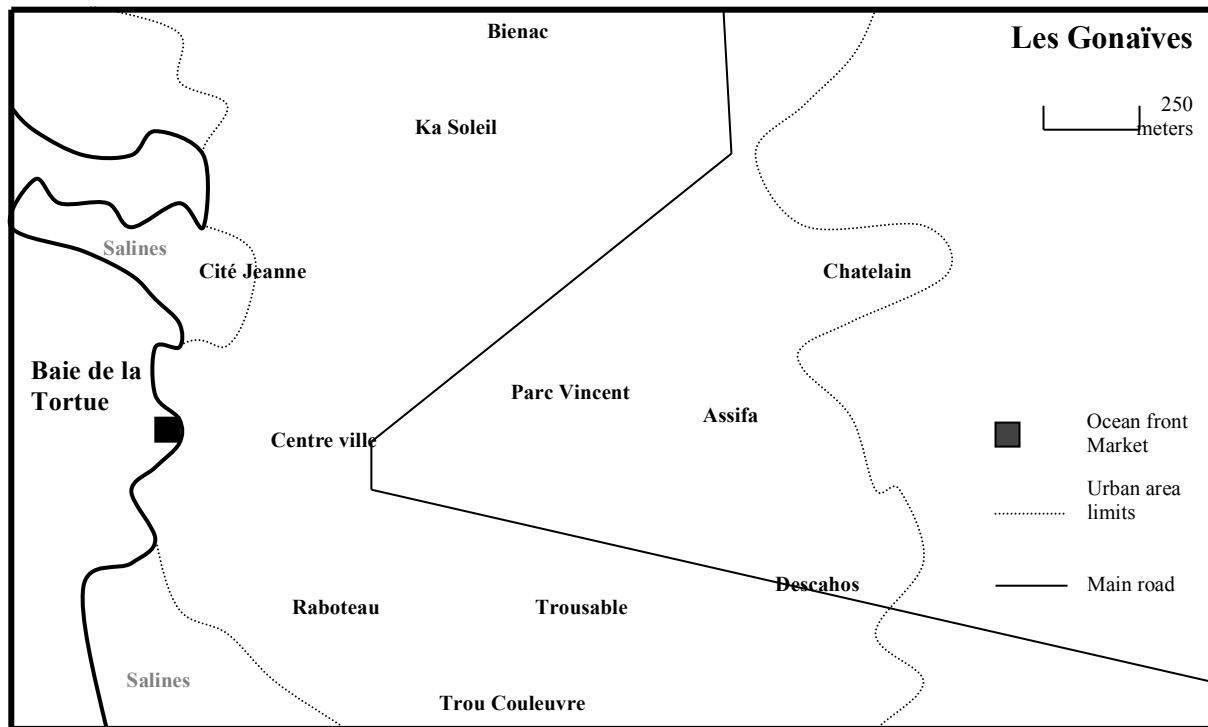 Bienac
Les Gonaïves
250
meters
Ka Soleil
Salines
Cité Jeanne
Chatelain
Baie de la
Tortue
Parc Vincent
Assifa
Centre ville
Ocean front
Market
Urban area
limits
Descahos
Main road
Raboteau
Trousable
Salines
Trou Couleuvre